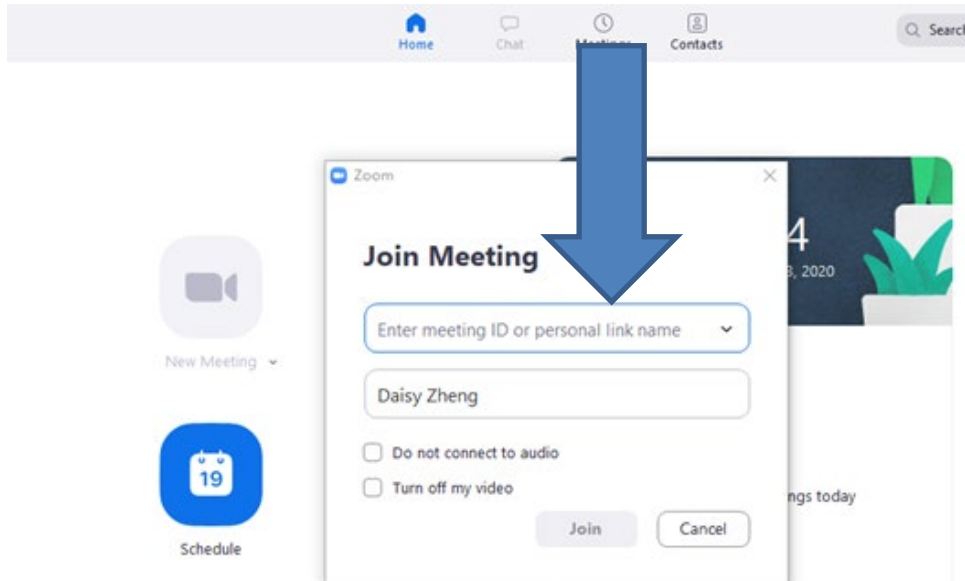 Home Chat Contacts Search
Zoom
Join Meeting
4
3, 2020
Enter meeting ID or personal link name
New Meeting
Daisy Zheng
Do not connect to audio
19
Turn off my video
ngs today
Join Cancel
Schedule